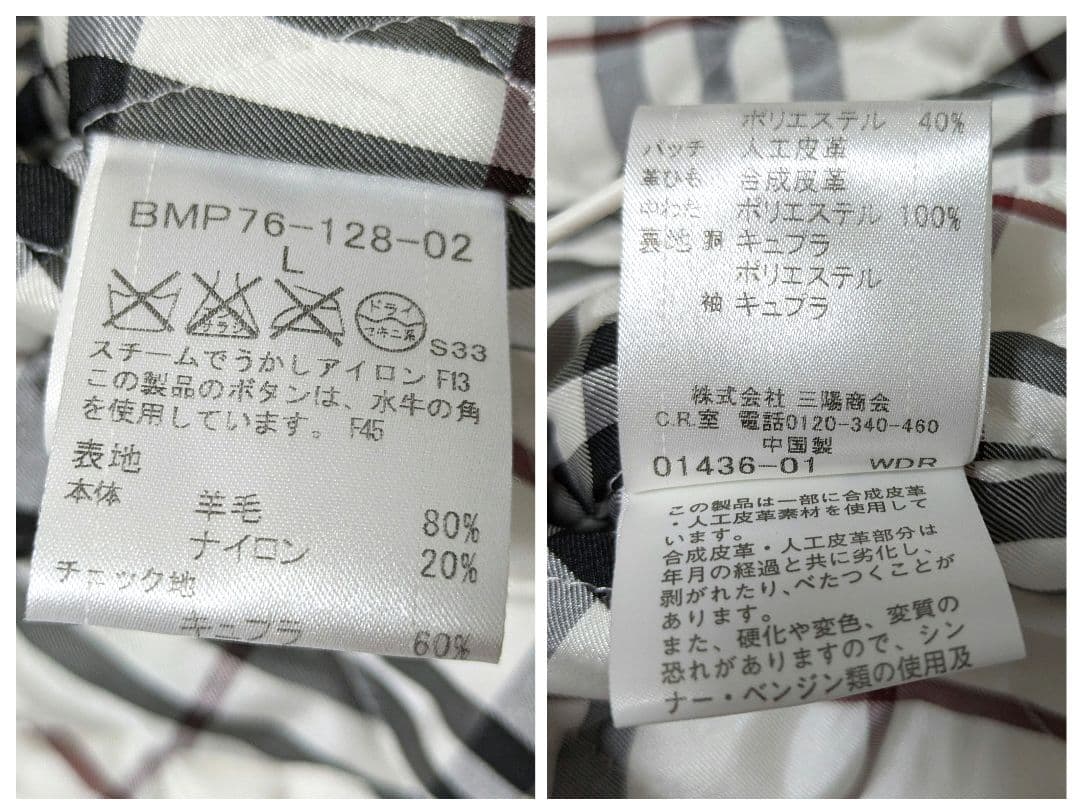 BMP76-128-02
L
サラシ
ドライ
セキユ系
S33
スチームでうかしアイロン F13
この製品のボタンは、水牛の角
を使用しています。 F45
表地
本体
羊毛 80%
ナイロン 20%
チェック地
キュプラ 60%
ポリエステル 40%
パッチ 人工皮革
革ひも 合成皮革
中わた ポリエステル 100%
裏地 胴 キュプラ
ポリエステル
袖 キュプラ
株式会社 三陽商会
C.R.室 電話0120-340-460
中国製
01436-01 WDR
この製品は一部に合成皮革
・人工皮革素材を使用して
います。
合成皮革・人工皮革部分は
年月の経過と共に劣化し、
剥がれたり、べたつくことが
あります。
また、硬化や変色、変質の
恐れがありますので、シン
ナー・ベンジン類の使用及